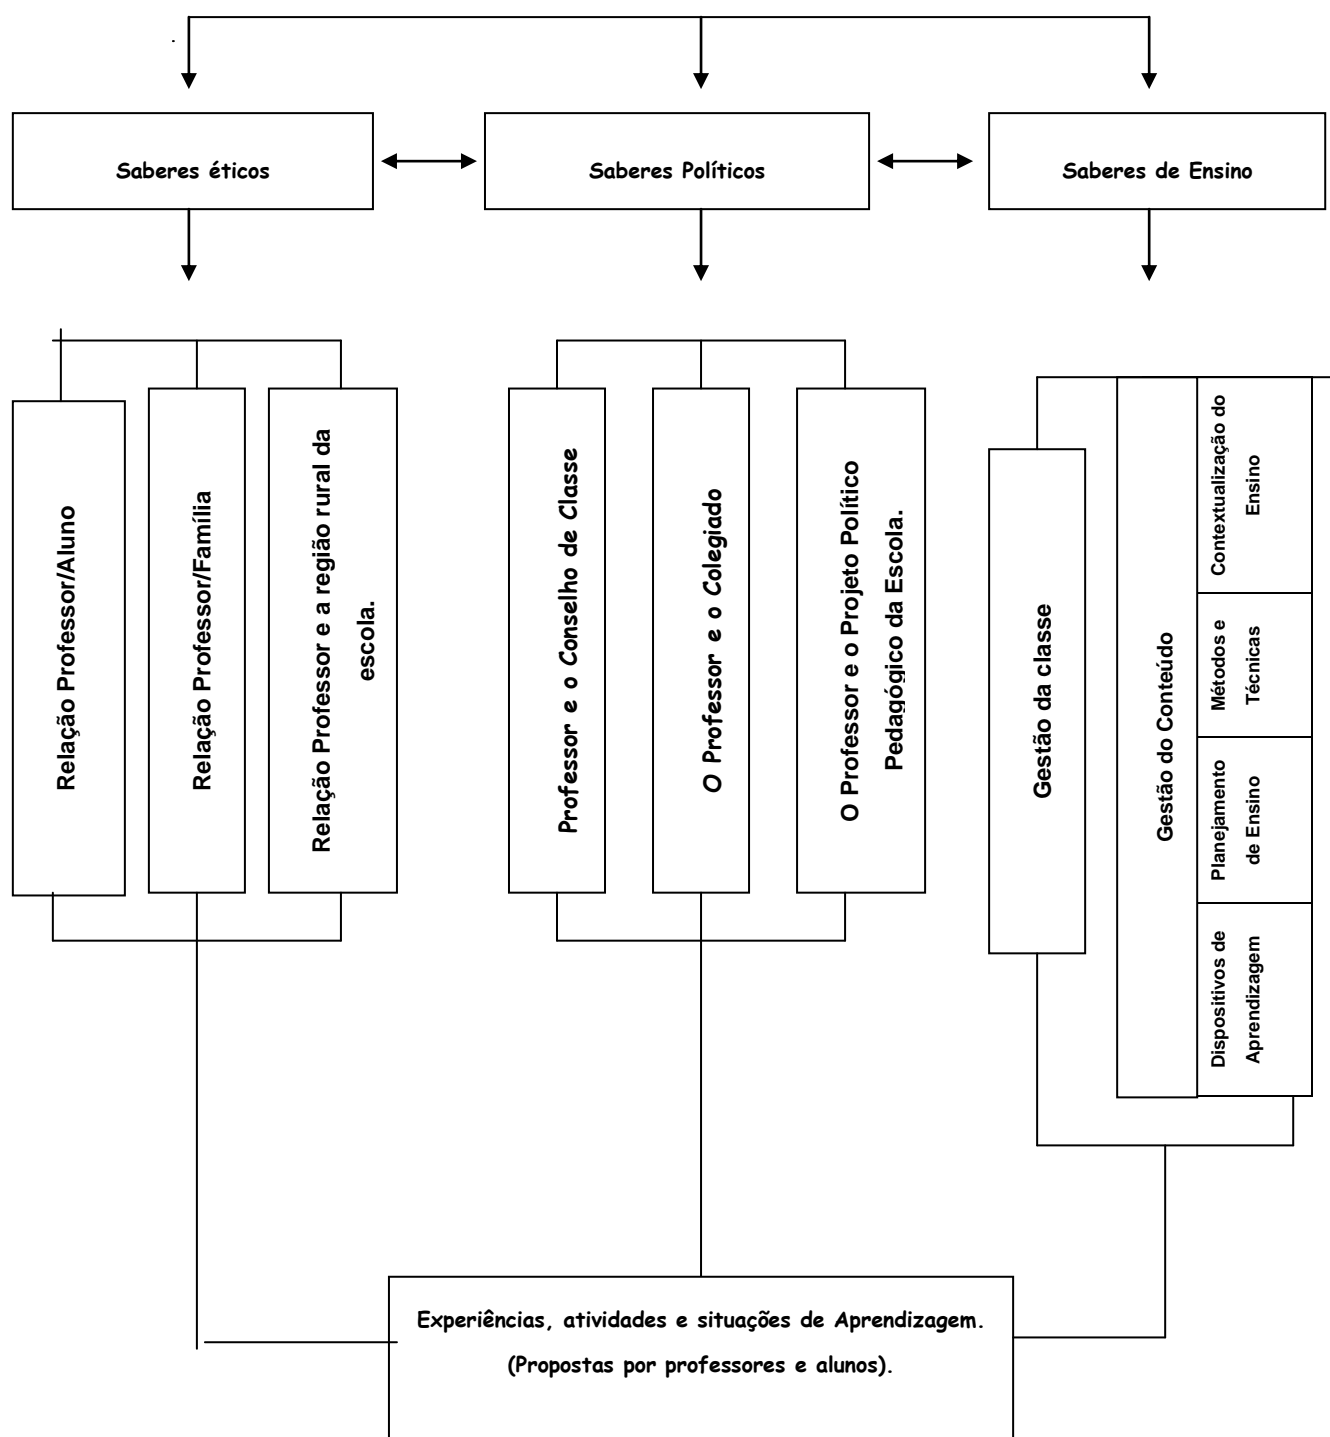 Saberes éticos
Saberes Políticos
Saberes de Ensino
Relação Professor/Aluno
Relação Professor/Família
Relação Professor e a região rural da
escola.
Professor e o Conselho de Classe
O Professor e o Colegiado
O Professor e o Projeto Político
Pedagógico da Escola.
Gestão da classe
Gestão do Conteúdo
Contextualização do
Ensino
Métodos e
Técnicas
Planejamento
de Ensino
Dispositivos de
Aprendizagem
Experiências, atividades e situações de Aprendizagem.
(Propostas por professores e alunos).